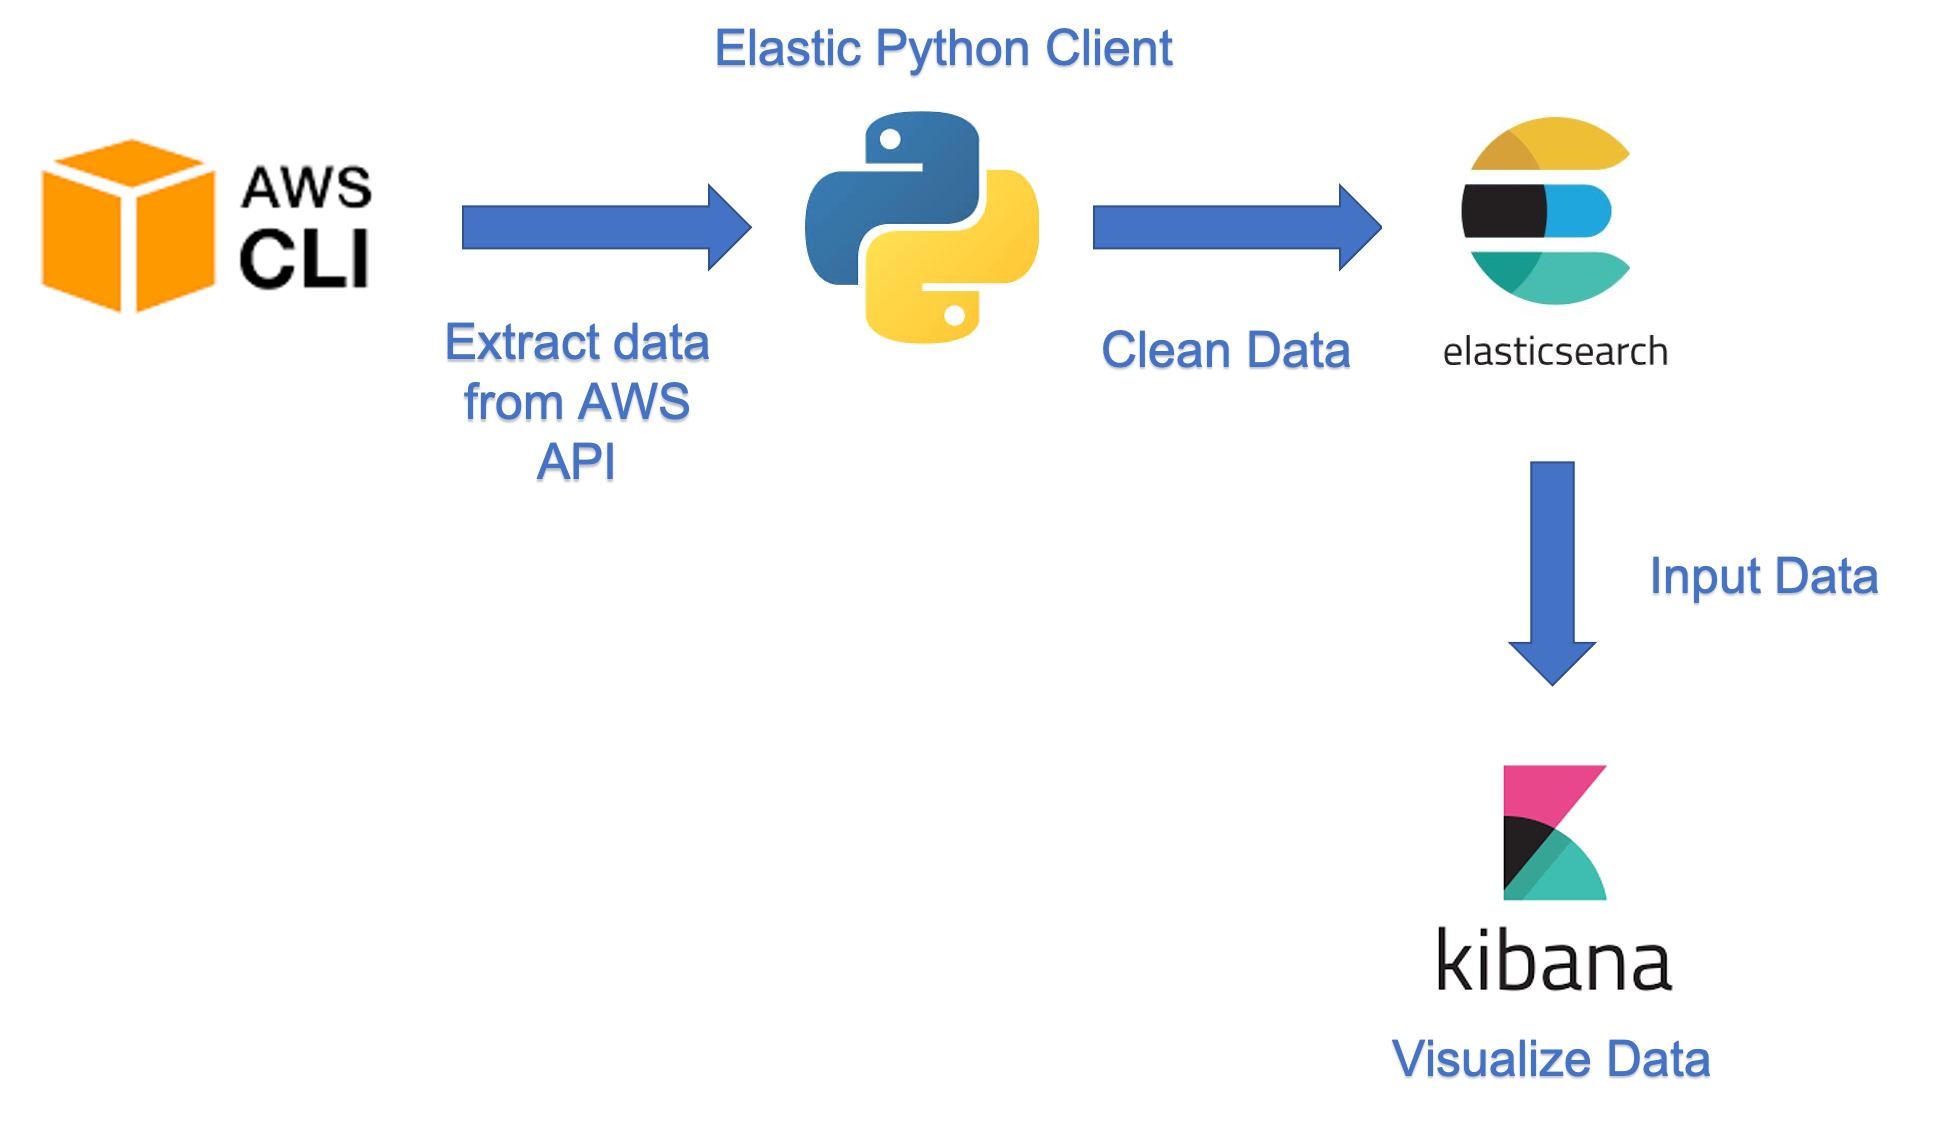 Elastic Python Client
AWS
CLI
Extract data
from AWS
API
Clean Data
elasticsearch
Input Data
kibana
Visualize Data